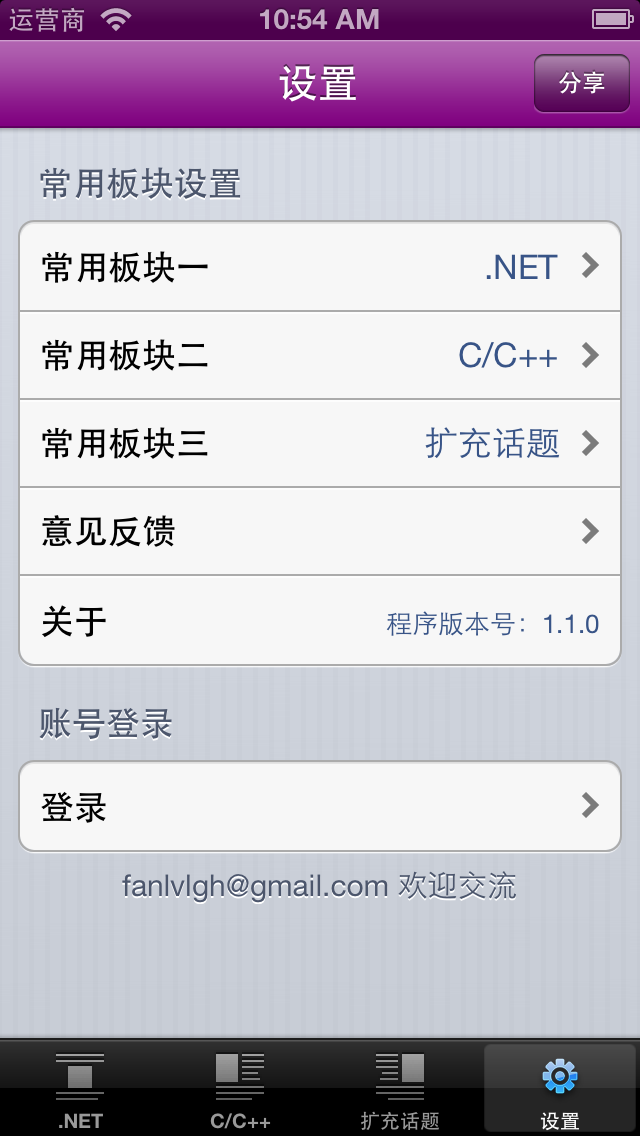 运营商 10:54 AM
设置 分享
常用板块设置
常用板块一 .NET
常用板块二 C/C++
常用板块三 扩充话题
意见反馈
关于 程序版本号：1.1.0
账号登录
登录
fanlvlgh@gmail.com 欢迎交流
.NET C/C++ 扩充话题 设置